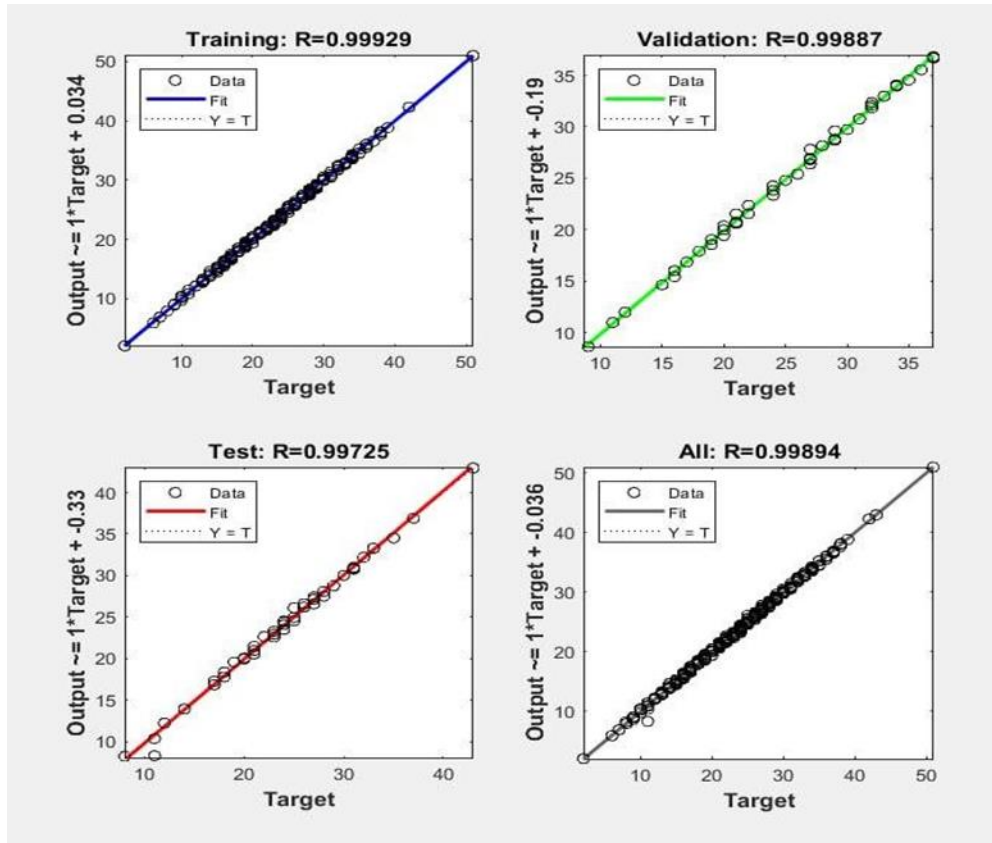 Training: R=0.99929
Output ~= 1*Target + 0.034
50
40
30
20
10
Data
Fit
Y = T
10 20 30 40 50
Target
Validation: R=0.99887
Output ~= 1*Target + -0.19
35
30
25
20
15
10
Data
Fit
Y = T
10 15 20 25 30 35
Target
Test: R=0.99725
Output ~= 1*Target + -0.33
40
35
30
25
20
15
10
Data
Fit
Y = T
10 20 30 40
Target
All: R=0.99894
Output ~= 1*Target + -0.036
50
40
30
20
10
Data
Fit
Y = T
10 20 30 40 50
Target